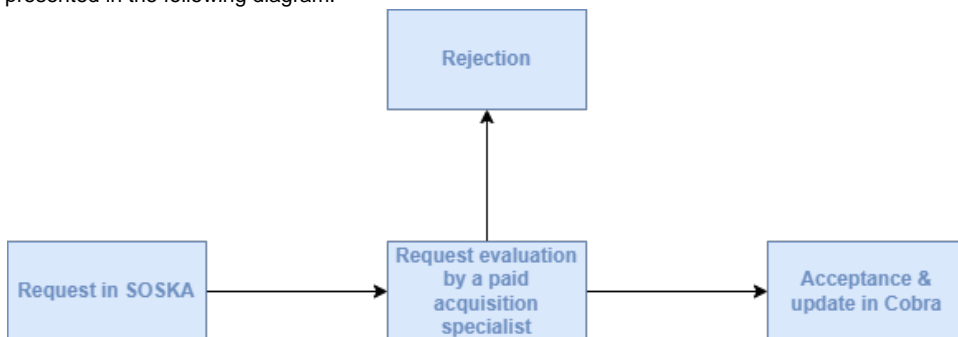 presented in the following diagram:
Rejection
Request in SOSKA
Request evaluation
by a paid
acquisition
specialist
Acceptance &
update in Cobra